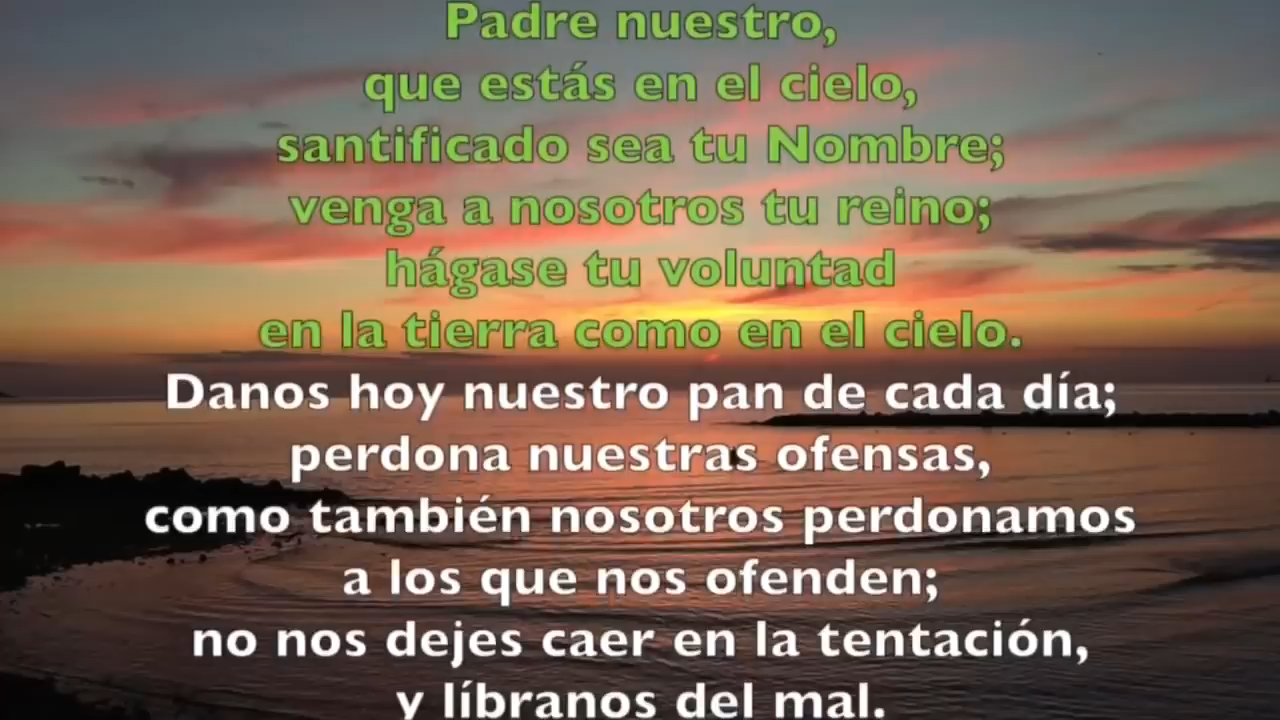 Padre nuestro,
que estás en el cielo,
santificado sea tu Nombre;
venga a nosotros tu reino;
hágase tu voluntad
en la tierra como en el cielo.
Danos hoy nuestro pan de cada día;
perdona nuestras ofensas,
como también nosotros perdonamos
a los que nos ofenden;
no nos dejes caer en la tentación,
y líbranos del mal.